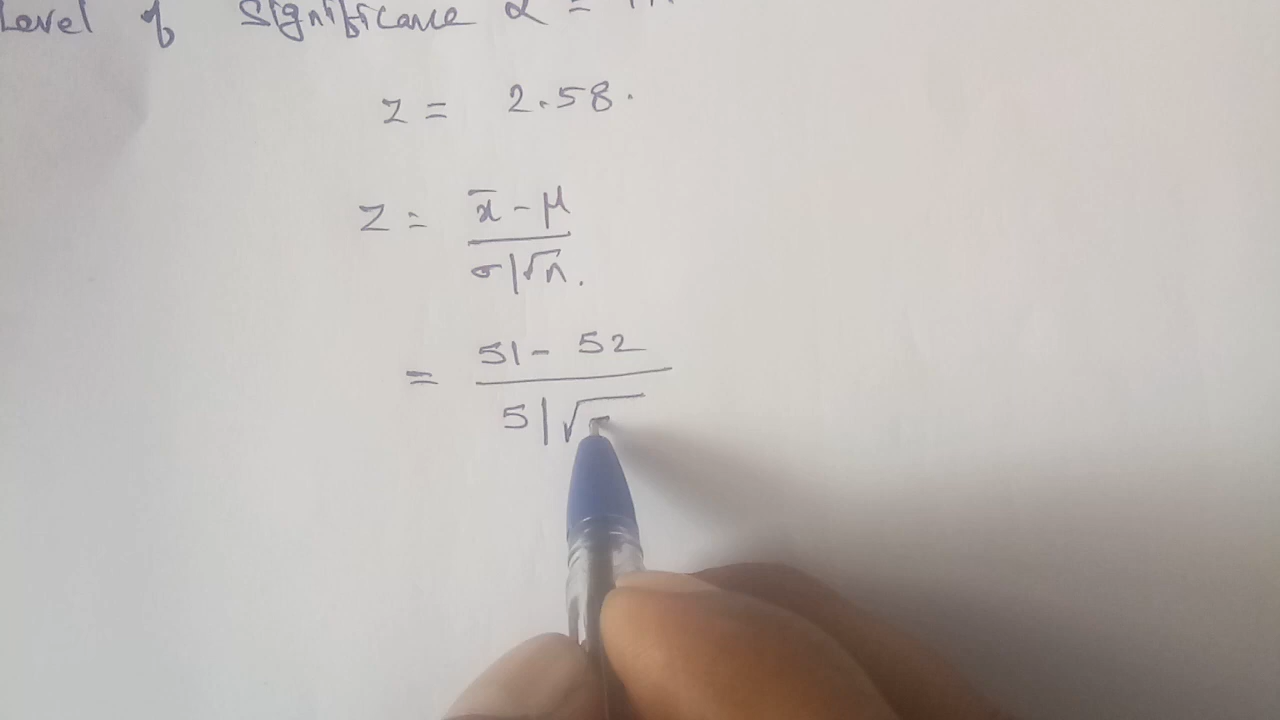 Level of Significance α =
Z = 2.58.
Z = x̄ - μ
σ/√n.
= 51 - 52
5/√